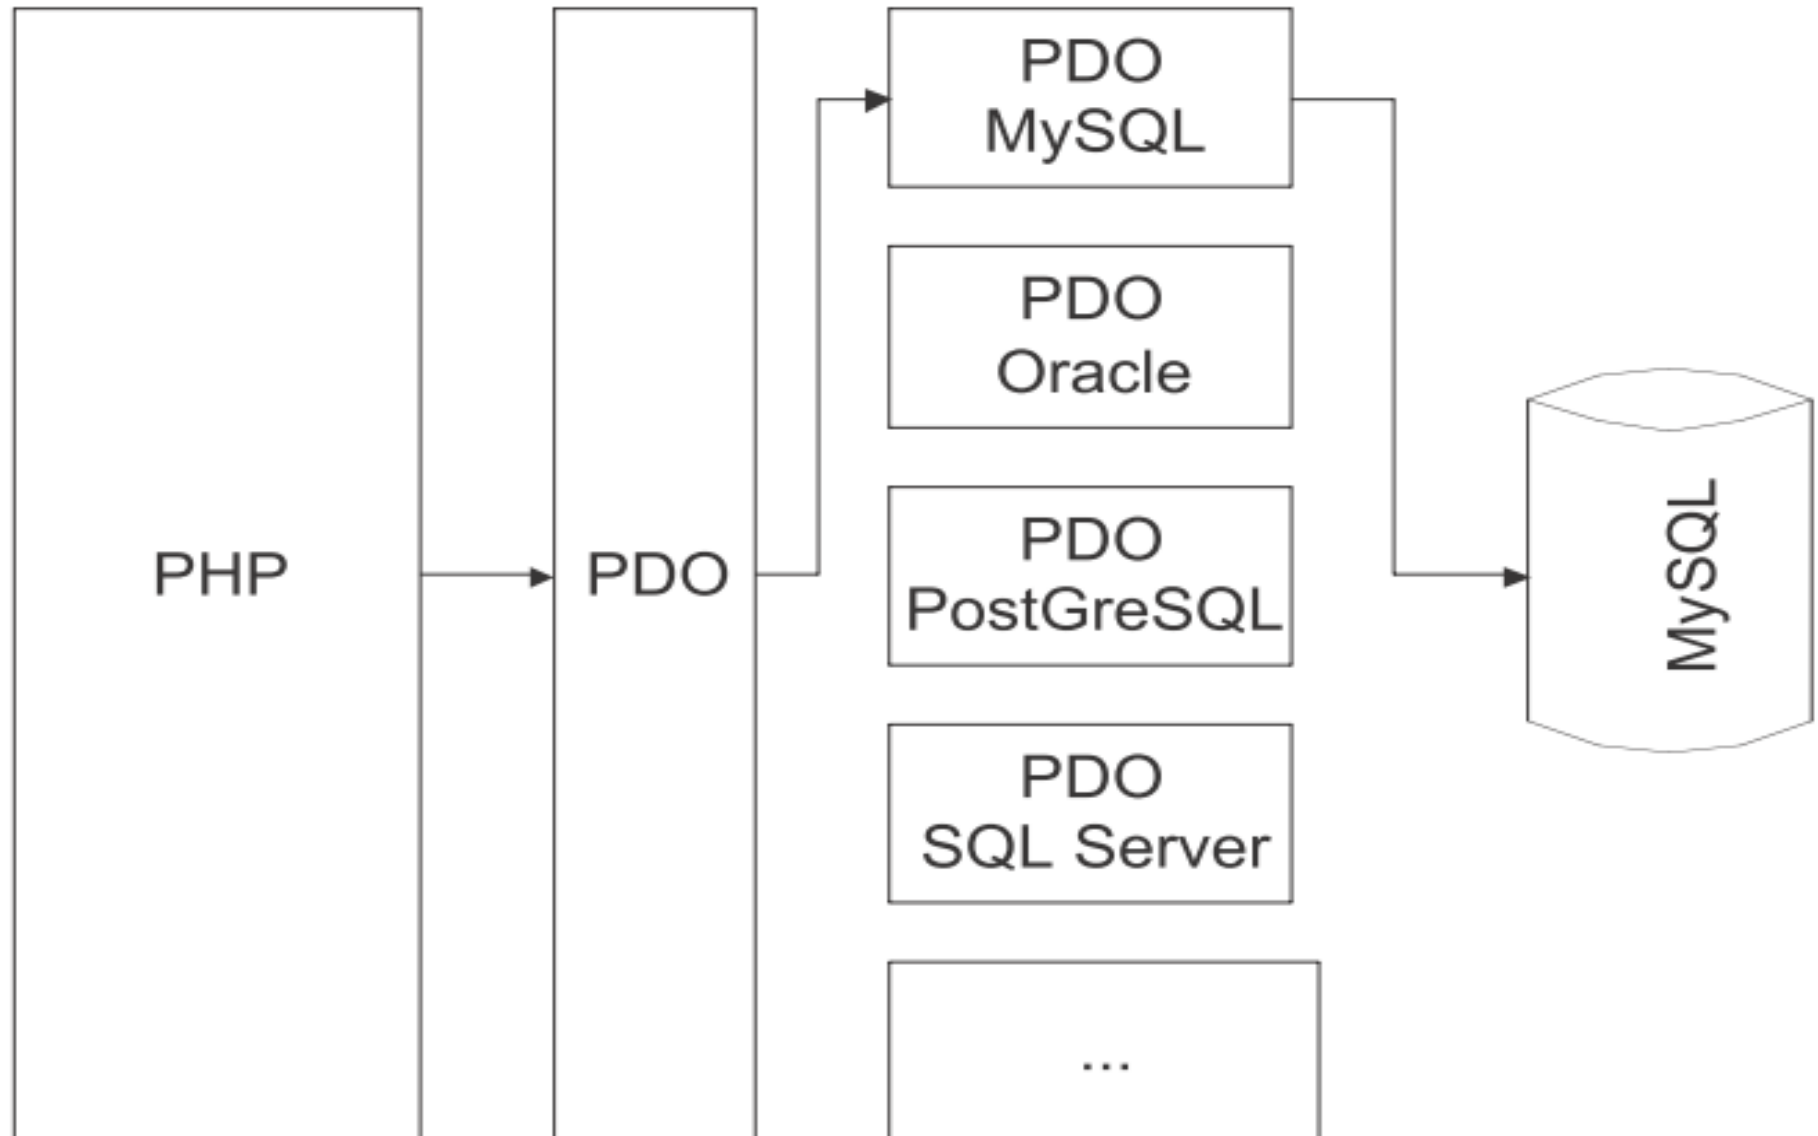 PHP
PDO
PDO
MySQL
PDO
Oracle
PDO
PostGreSQL
PDO
SQL Server
...
MySQL